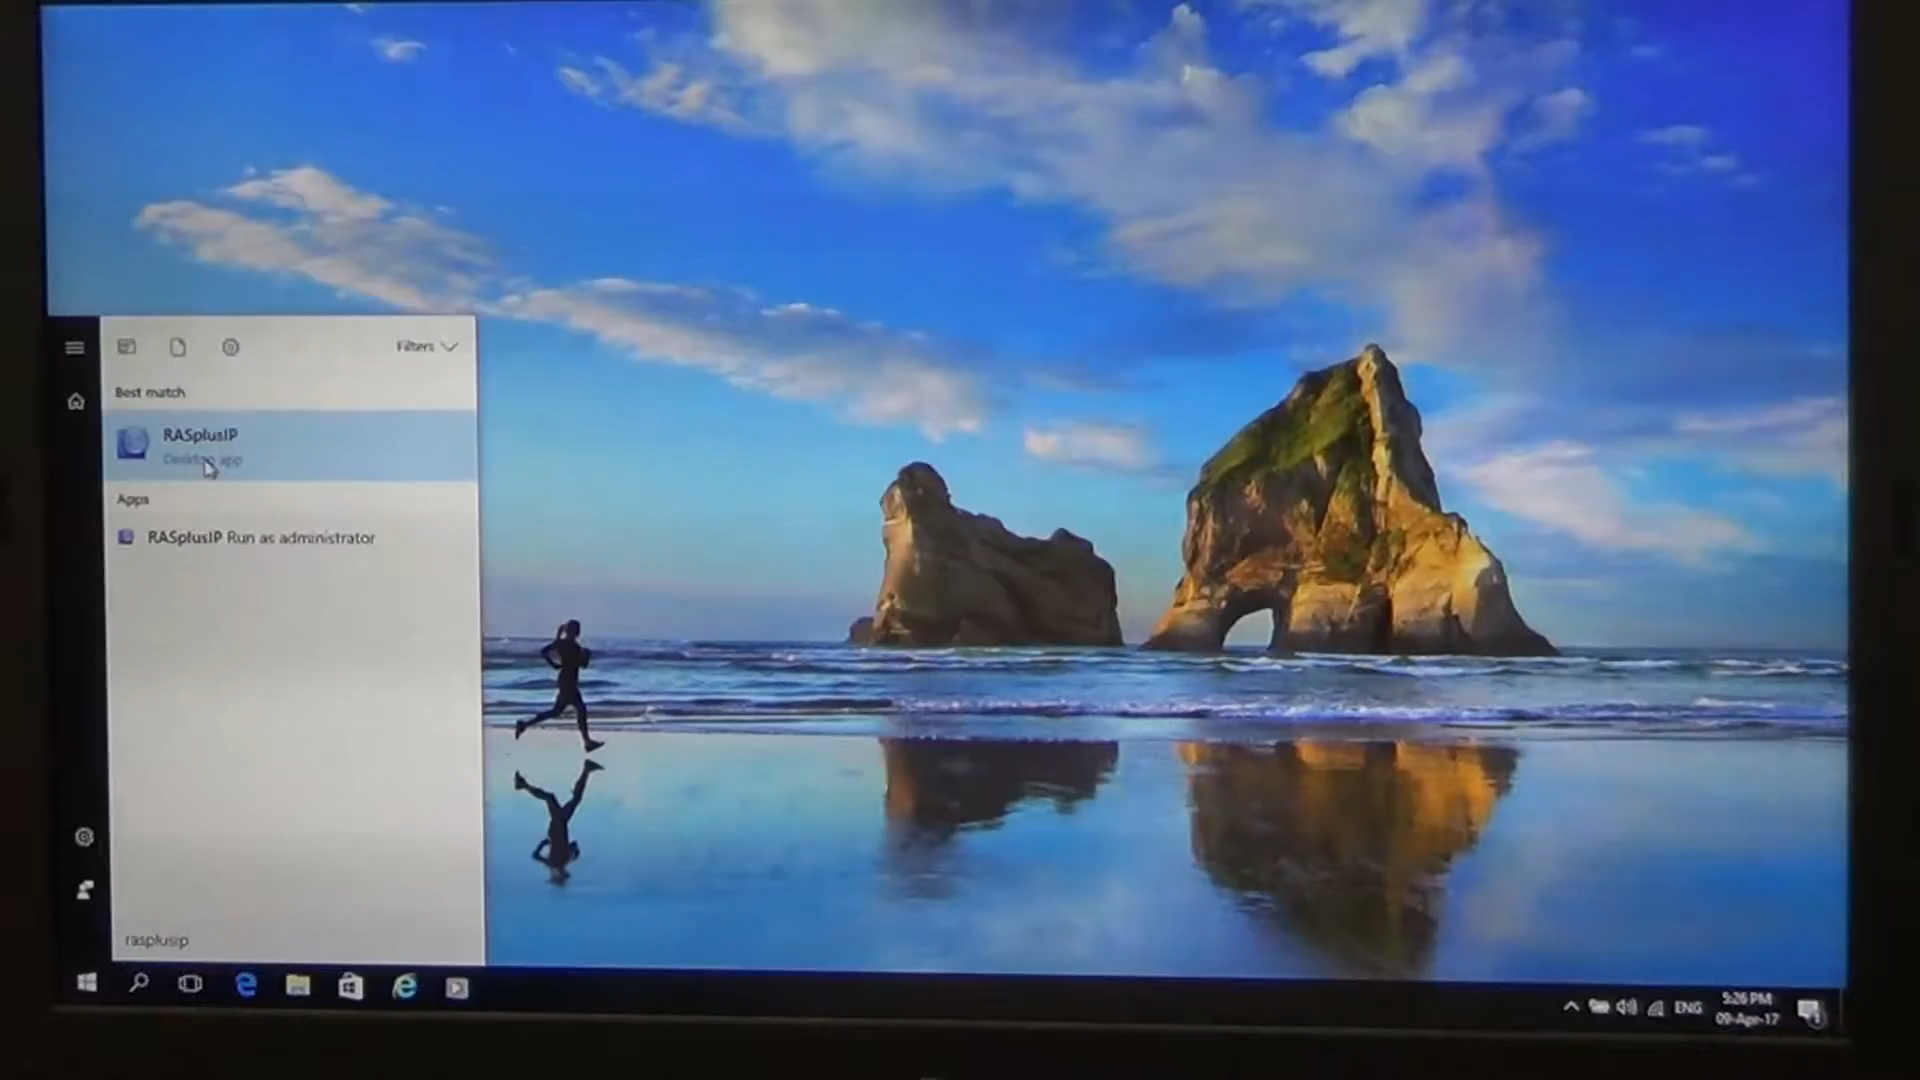 Filters
Best match
RASplusIP
Desktop app
Apps
RASplusIP Run as administrator
rasplusip
ENG
5:26 PM
09-Apr-17